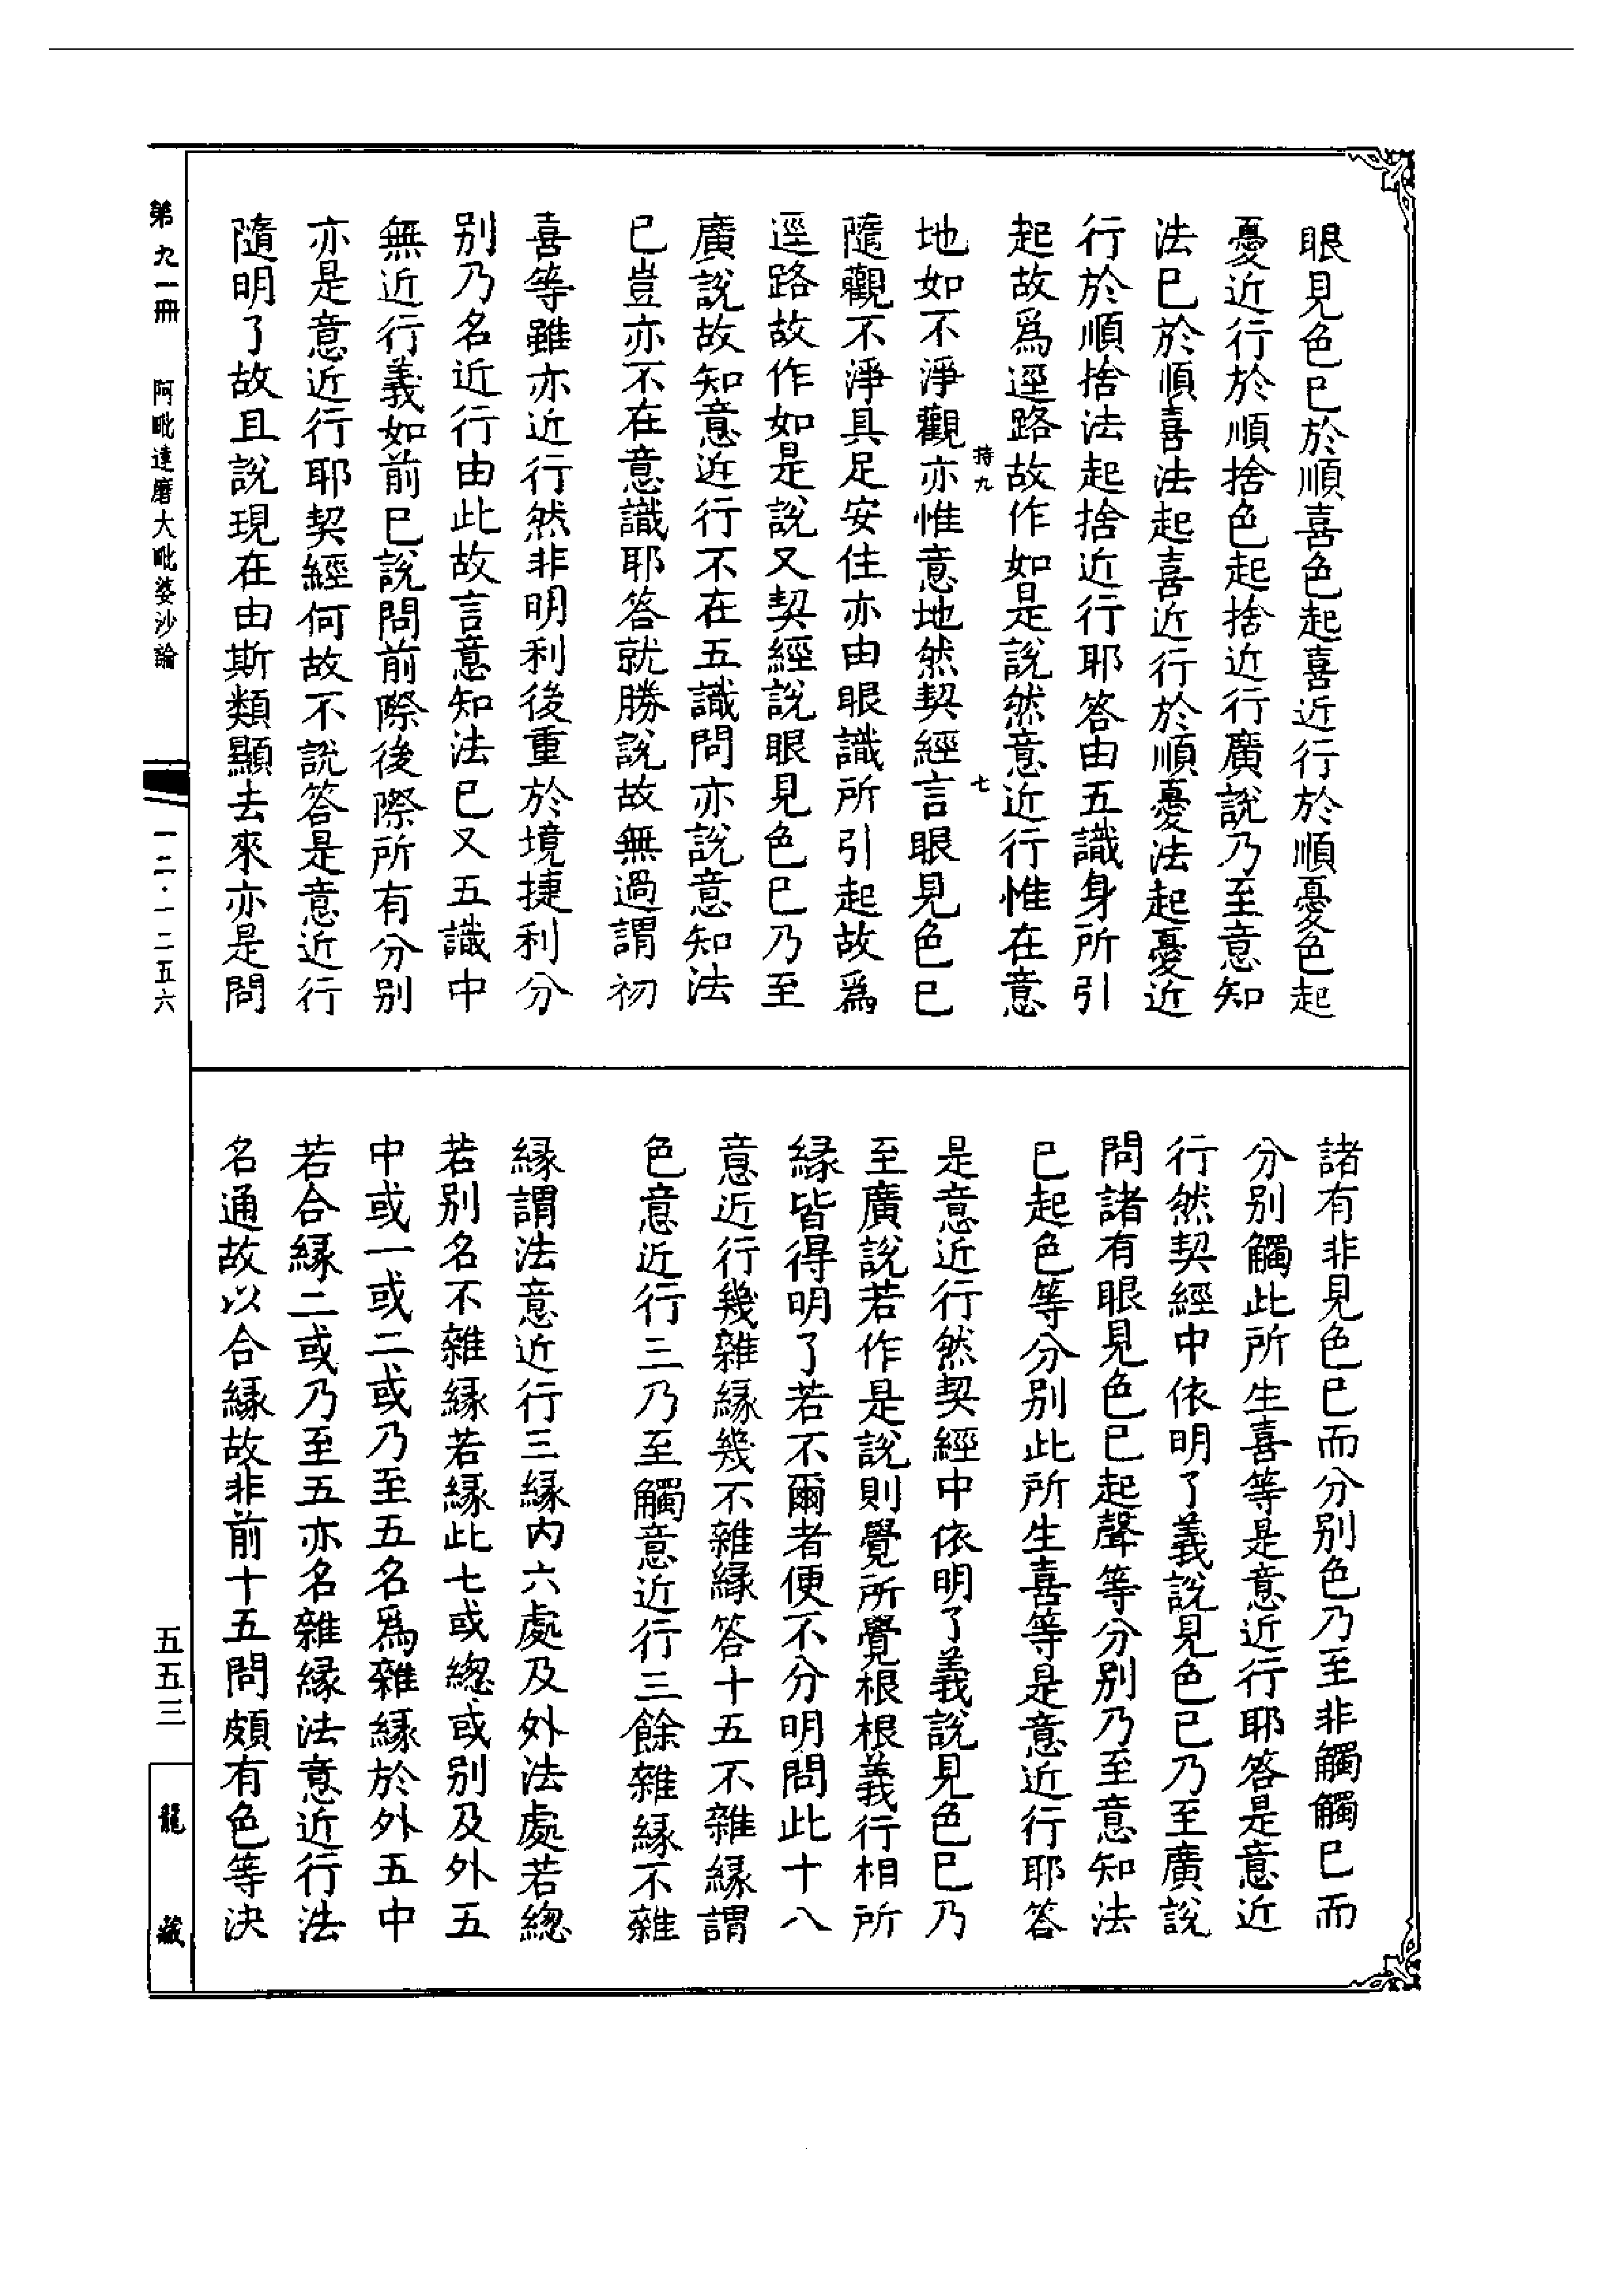 眼見色已於順喜色起喜近行於順憂色起
憂近行於順捨色起捨近行廣說乃至意知
法已於順喜法起喜近行於順憂法起憂近
行於順捨法起捨近行耶答由五識身所引
起故爲逕路故作如是說然意近行惟在意
地如不淨觀亦惟意地然契經言眼見色已
隨觀不淨具足安住亦由眼識所引起故爲
逕路故作如是說又契經說眼見色已乃至
廣說故知意近行不在五識問亦說意知法
已豈亦不在意識耶答就勝說故無過謂初
喜等雖亦近行然非明利後重於境捷利分
別乃名近行由此故言意知法已又五識中
無近行義如前已說問前際後際所有分別
亦是意近行耶契經何故不說答是意近行
隨明了故且說現在由斯類顯去來亦是問
持九
七
諸有非見色已而分別色乃至非觸觸已而
分別觸此所生喜等是意近行耶答是意近
行然契經中依明了義說見色已乃至廣說
問諸有眼見色已起聲等分別乃至意知法
已起色等分別此所生喜等是意近行耶答
是意近行然契經中依明了義說見色已乃
至廣說若作是說則覺所覺根根義行相所
緣皆得明了若不爾者便不分明問此十八
意近行幾雜緣幾不雜緣答十五不雜緣謂
色意近行三乃至觸意近行三餘雜緣不雜
緣謂法意近行三緣內六處及外法處若總
若別名不雜緣若緣此七或總或別及外五
中或一或二或乃至五名爲雜緣於外五中
若合緣二或乃至五亦名雜緣法意近行法
名通故以合緣故非前十五問頗有色等決
第九一冊
阿毗達磨大毗婆沙論
一二·一二五六
五五三
龍藏